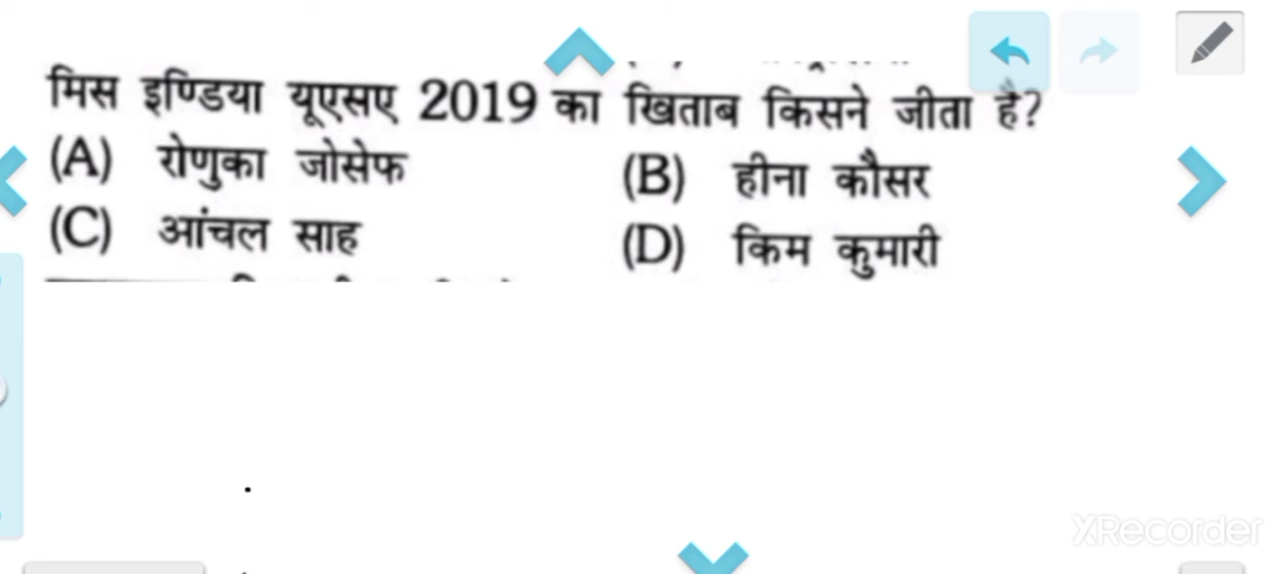 मिस इण्डिया यूएसए 2019 का खिताब किसने जीता है?
(A) रोणुका जोसेफ (B) हीना कौसर
(C) आंचल साह (D) किम कुमारी
XRecorder